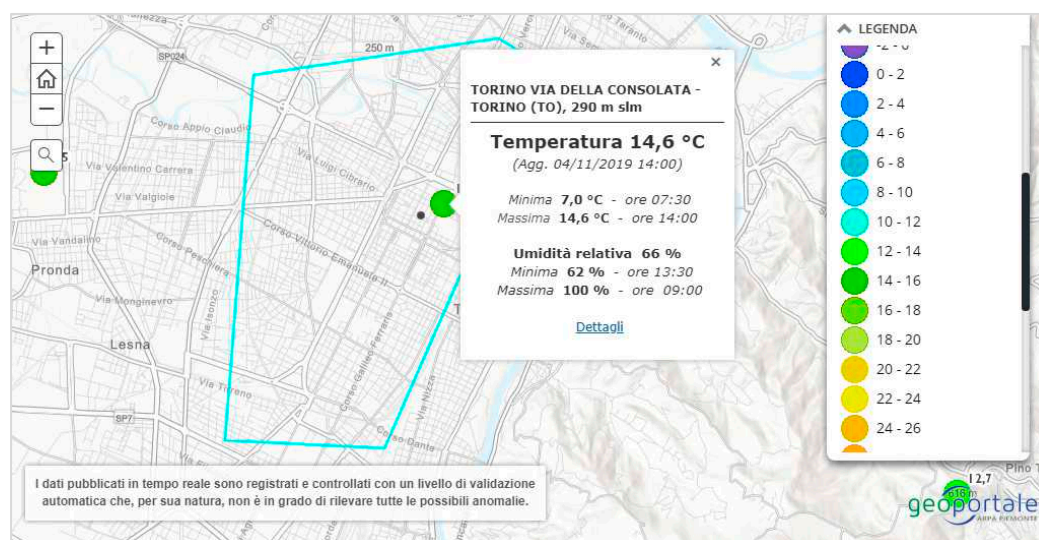 Via Ser
ico Taranto
250 m
SP024
Corso Appio Claudio
Via Luigi Cibrario
Via Valentino Carrera
Via Valgioie
Via Vandalino
Corso Peschiera
Corso Vittorio Emanuele II
Pronda
Via Monginevro
Via Isonzo
Lesna
Corso Galileo Ferraris
Via Tirreno
Via Nizza
Corso Dante
SP7
5
T
TORINO VIA DELLA CONSOLATA -
TORINO (TO), 290 m slm
Temperatura 14,6 °C
(Agg. 04/11/2019 14:00)
Minima 7,0 °C - ore 07:30
Massima 14,6 °C - ore 14:00
Umidità relativa 66 %
Minima 62 % - ore 13:30
Massima 100 % - ore 09:00
Dettagli
LEGENDA
-2 - 0
0 - 2
2 - 4
4 - 6
6 - 8
8 - 10
10 - 12
12 - 14
14 - 16
16 - 18
18 - 20
20 - 22
22 - 24
24 - 26
I dati pubblicati in tempo reale sono registrati e controllati con un livello di validazione
automatica che, per sua natura, non è in grado di rilevare tutte le possibili anomalie.
Pino T
12,7
616 m
geoportale
ARPA PIEMONTE